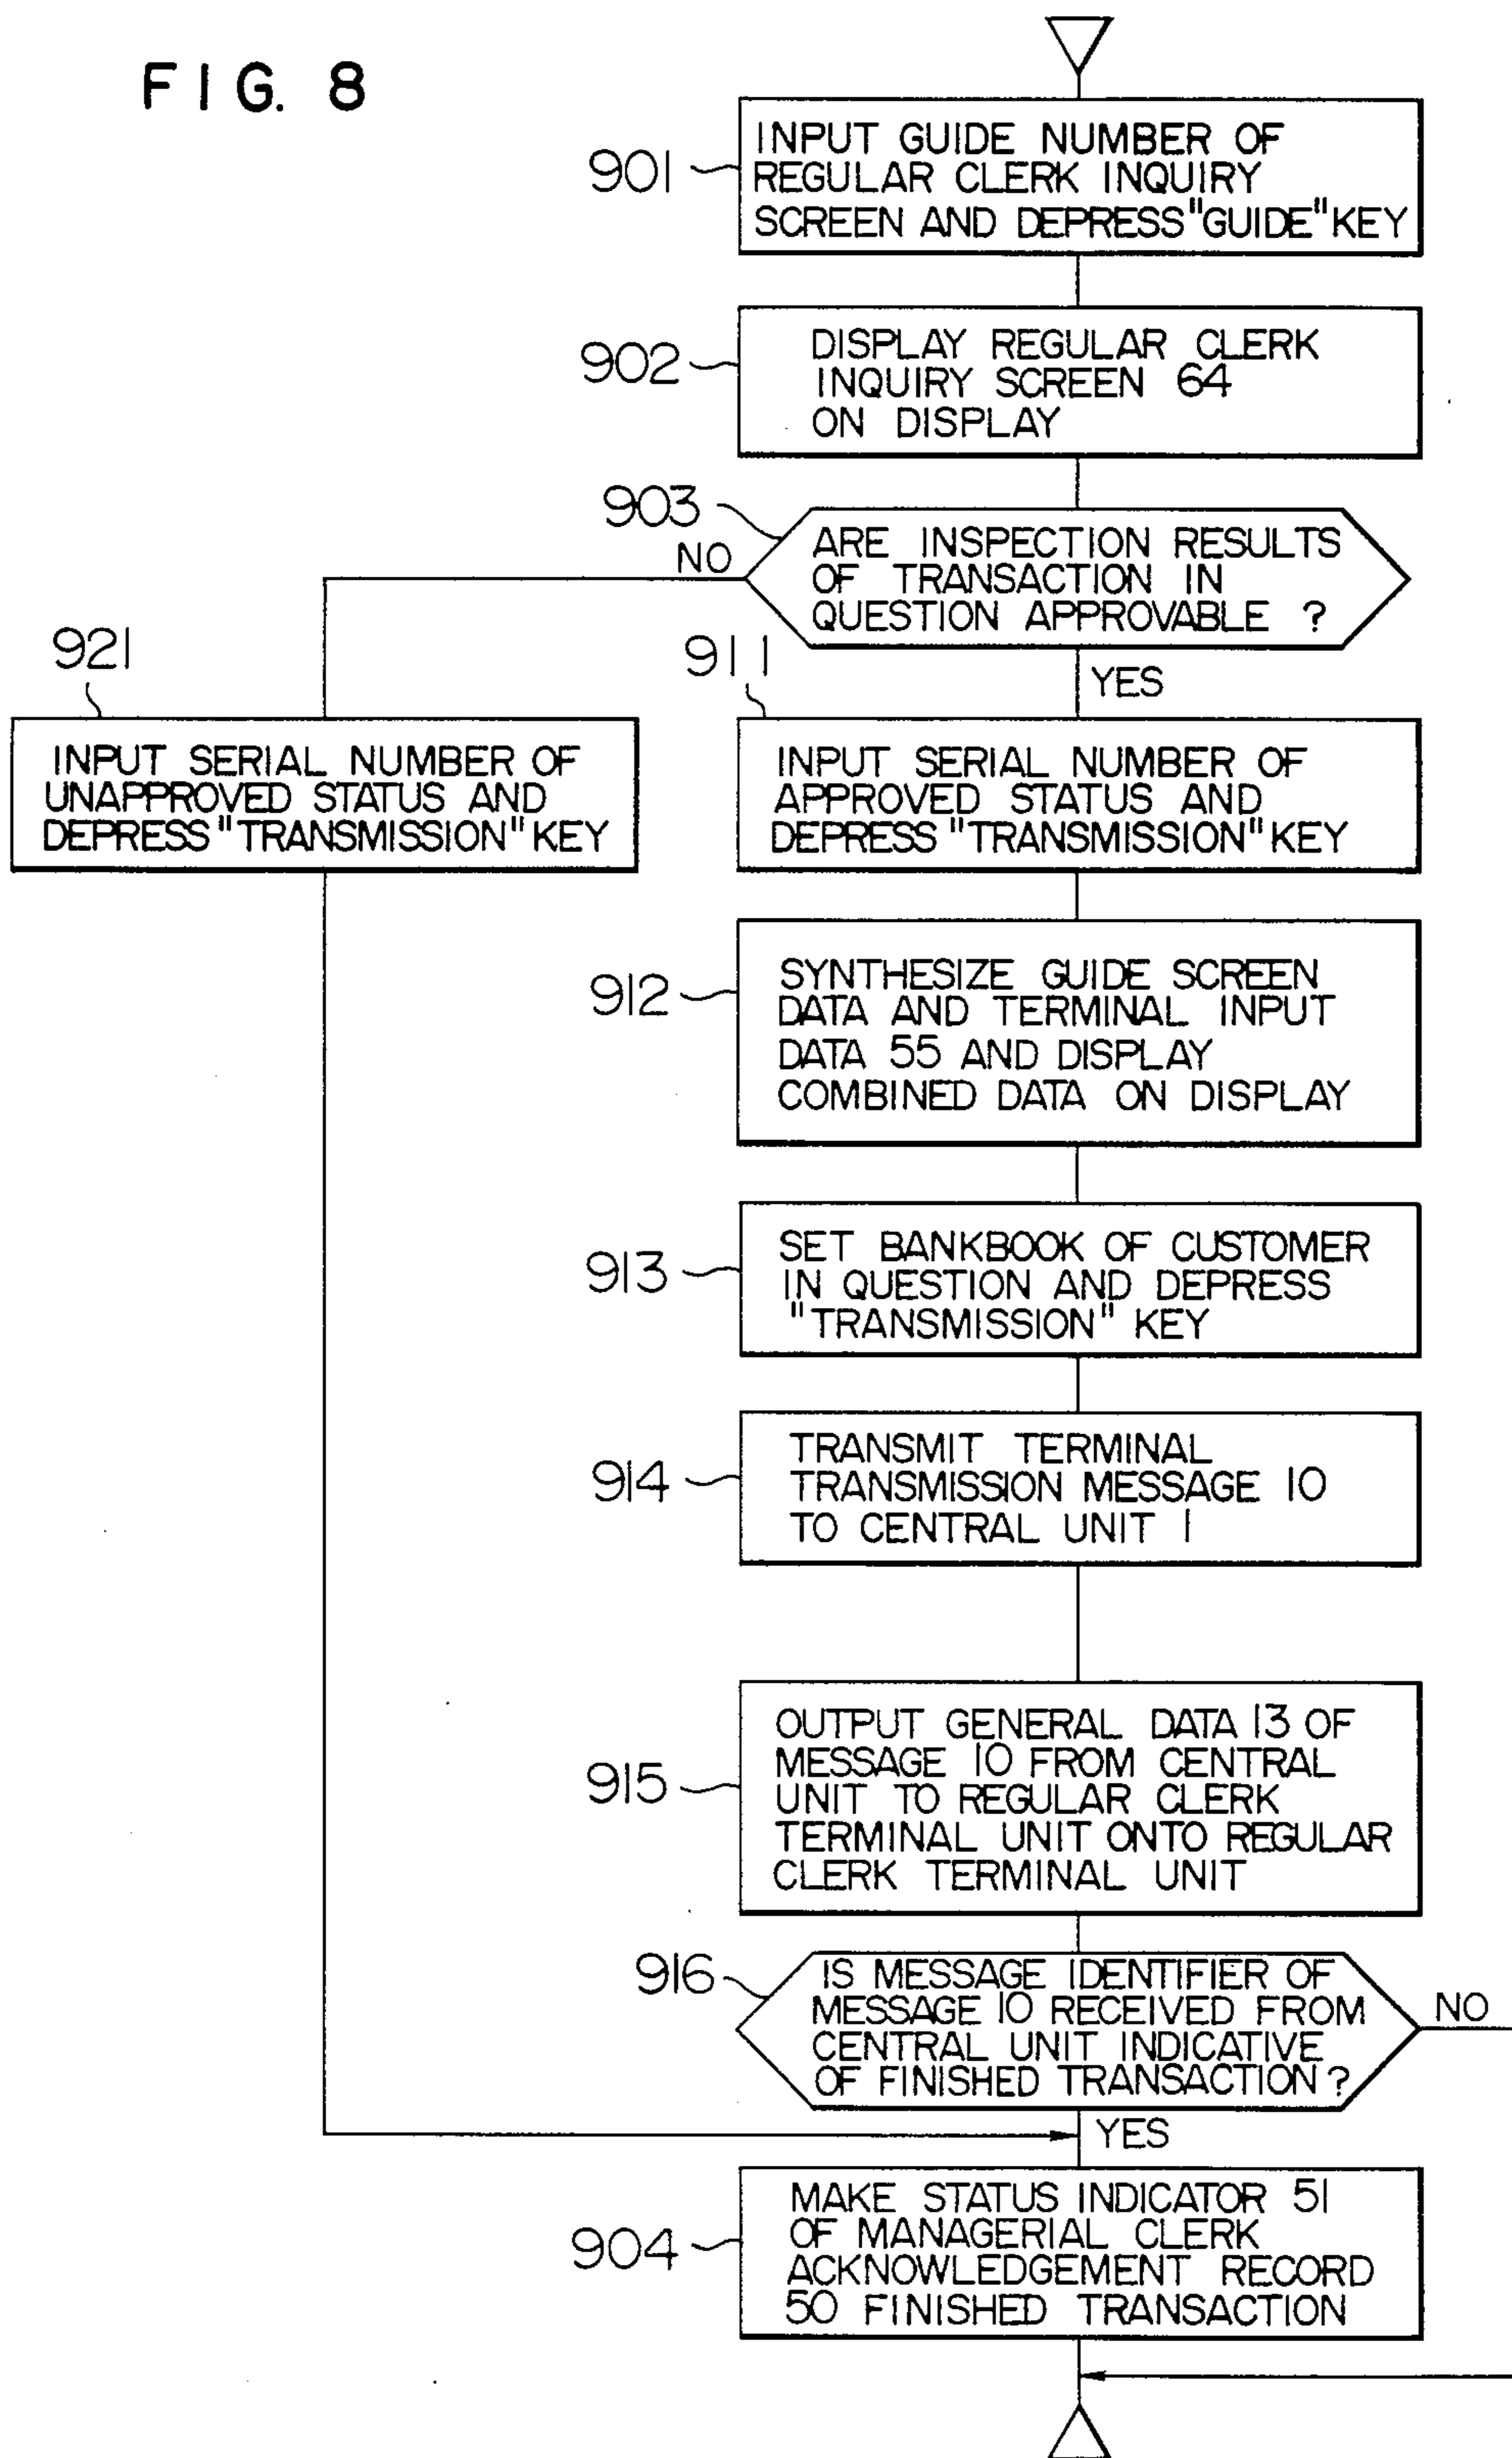 FIG. 8
901
INPUT GUIDE NUMBER OF
REGULAR CLERK INQUIRY
SCREEN AND DEPRESS "GUIDE" KEY
902
DISPLAY REGULAR CLERK
INQUIRY SCREEN 64
ON DISPLAY
903
NO
ARE INSPECTION RESULTS
OF TRANSACTION IN
QUESTION APPROVABLE ?
YES
921
INPUT SERIAL NUMBER OF
UNAPPROVED STATUS AND
DEPRESS "TRANSMISSION" KEY
911
INPUT SERIAL NUMBER OF
APPROVED STATUS AND
DEPRESS "TRANSMISSION" KEY
912
SYNTHESIZE GUIDE SCREEN
DATA AND TERMINAL INPUT
DATA 55 AND DISPLAY
COMBINED DATA ON DISPLAY
913
SET BANKBOOK OF CUSTOMER
IN QUESTION AND DEPRESS
"TRANSMISSION" KEY
914
TRANSMIT TERMINAL
TRANSMISSION MESSAGE 10
TO CENTRAL UNIT 1
915
OUTPUT GENERAL DATA 13 OF
MESSAGE 10 FROM CENTRAL
UNIT TO REGULAR CLERK
TERMINAL UNIT ONTO REGULAR
CLERK TERMINAL UNIT
916
IS MESSAGE IDENTIFIER OF
MESSAGE 10 RECEIVED FROM
CENTRAL UNIT INDICATIVE
OF FINISHED TRANSACTION ?
NO
YES
904
MAKE STATUS INDICATOR 51
OF MANAGERIAL CLERK
ACKNOWLEDGEMENT RECORD
50 FINISHED TRANSACTION